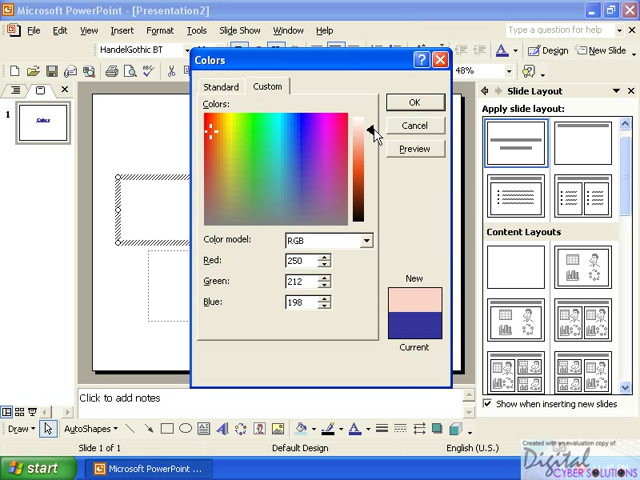 Microsoft PowerPoint - [Presentation2]
File Edit View Insert Format Tools Slide Show Window Help Type a question for help
HandelGothic BT
Design New Slide
48%
Colors
Standard Custom
Colors:
OK
Cancel
Preview
Color model: RGB
Red: 250
Green: 212
Blue: 198
New
Current
1
Colors
Slide Layout
Apply slide layout:
Content Layouts
Show when inserting new slides
Click to add notes
Draw AutoShapes
Slide 1 of 1 Default Design English (U.S.)
start Microsoft PowerPoint ...
Created with an evaluation copy of
Digital
CYBER SOLUTIONS